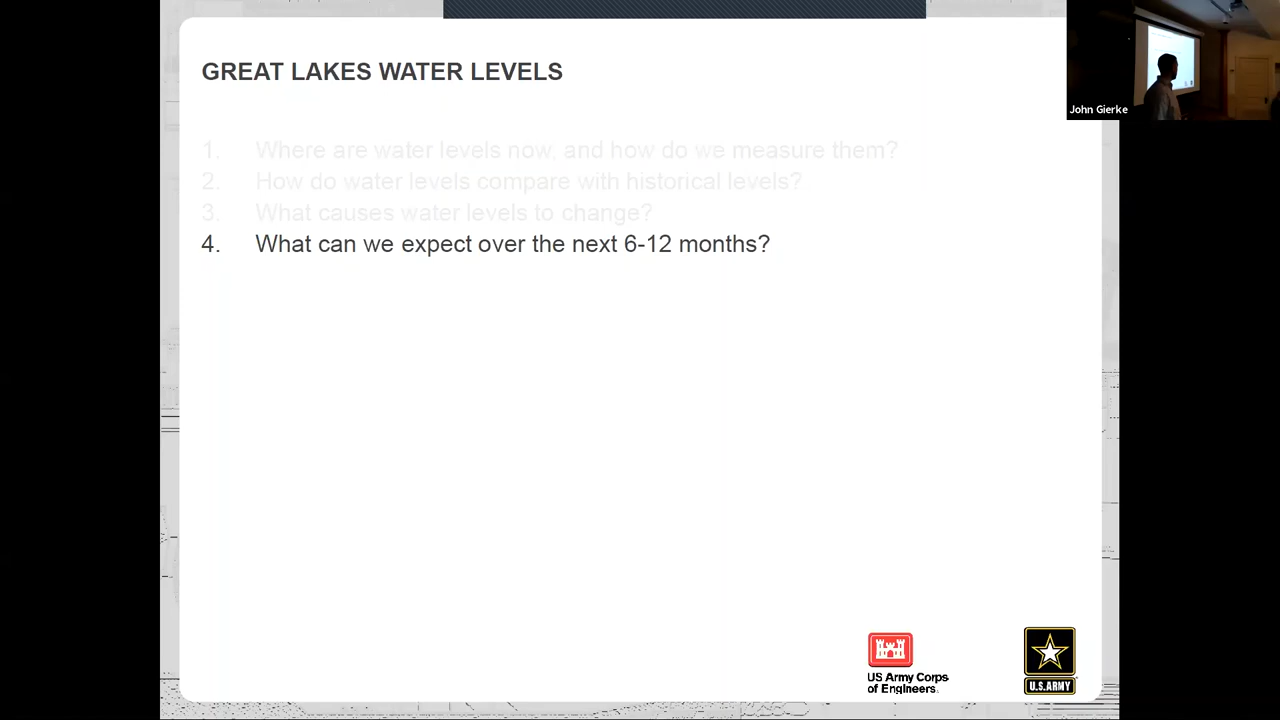 GREAT LAKES WATER LEVELS
John Gierke
1. Where are water levels now, and how do we measure them?
2. How do water levels compare with historical levels?
3. What causes water levels to change?
4. What can we expect over the next 6-12 months?
US Army Corps
of Engineers
U.S.ARMY